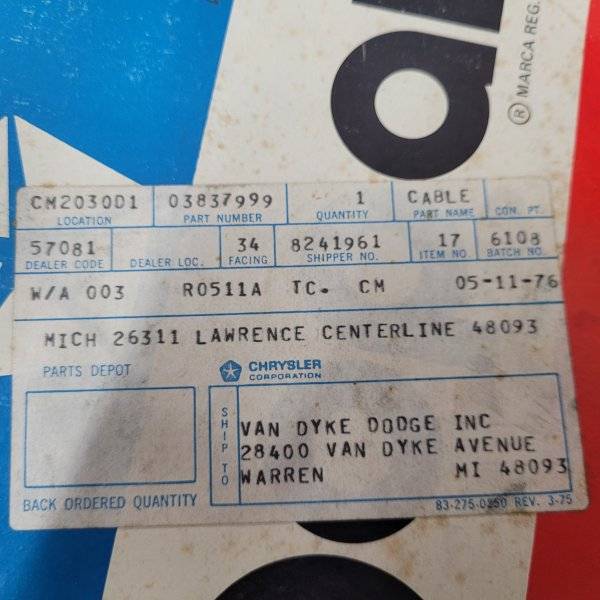 ® MARCA REG.
CM2030D1 03837999 1 CABLE
LOCATION PART NUMBER QUANTITY PART NAME CON. PT.
57081 34 8241961 17 6108
DEALER CODE DEALER LOC. FACING SHIPPER NO. ITEM NO. BATCH NO.
W/A 003 R0511A TC. CM 05-11-76
MICH 26311 LAWRENCE CENTERLINE 48093
PARTS DEPOT CHRYSLER
CORPORATION
SHIP TO
VAN DYKE DODGE INC
28400 VAN DYKE AVENUE
WARREN MI 48093
BACK ORDERED QUANTITY 83-275-0250 REV. 3-75